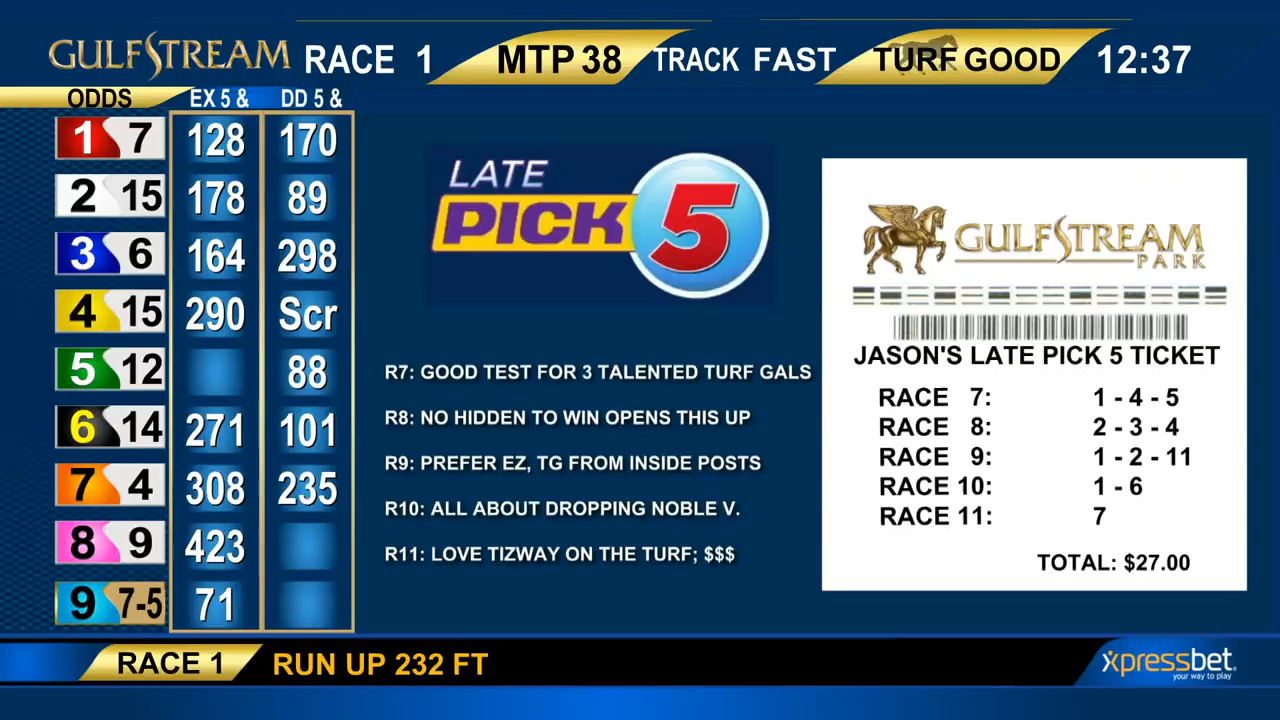 GULFSTREAM RACE 1 MTP 38 TRACK FAST TURF GOOD 12:37
ODDS EX 5 & DD 5 &
1 7 128 170
2 15 178 89
3 6 164 298
4 15 290 Scr
5 12 88
6 14 271 101
7 4 308 235
8 9 423
9 7-5 71
LATE
PICK 5
R7: GOOD TEST FOR 3 TALENTED TURF GALS
R8: NO HIDDEN TO WIN OPENS THIS UP
R9: PREFER EZ, TG FROM INSIDE POSTS
R10: ALL ABOUT DROPPING NOBLE V.
R11: LOVE TIZWAY ON THE TURF; $$$
GULFSTREAM
PARK
JASON'S LATE PICK 5 TICKET
RACE 7: 1 - 4 - 5
RACE 8: 2 - 3 - 4
RACE 9: 1 - 2 - 11
RACE 10: 1 - 6
RACE 11: 7
TOTAL: $27.00
RACE 1 RUN UP 232 FT
xpressbet.
your way to play